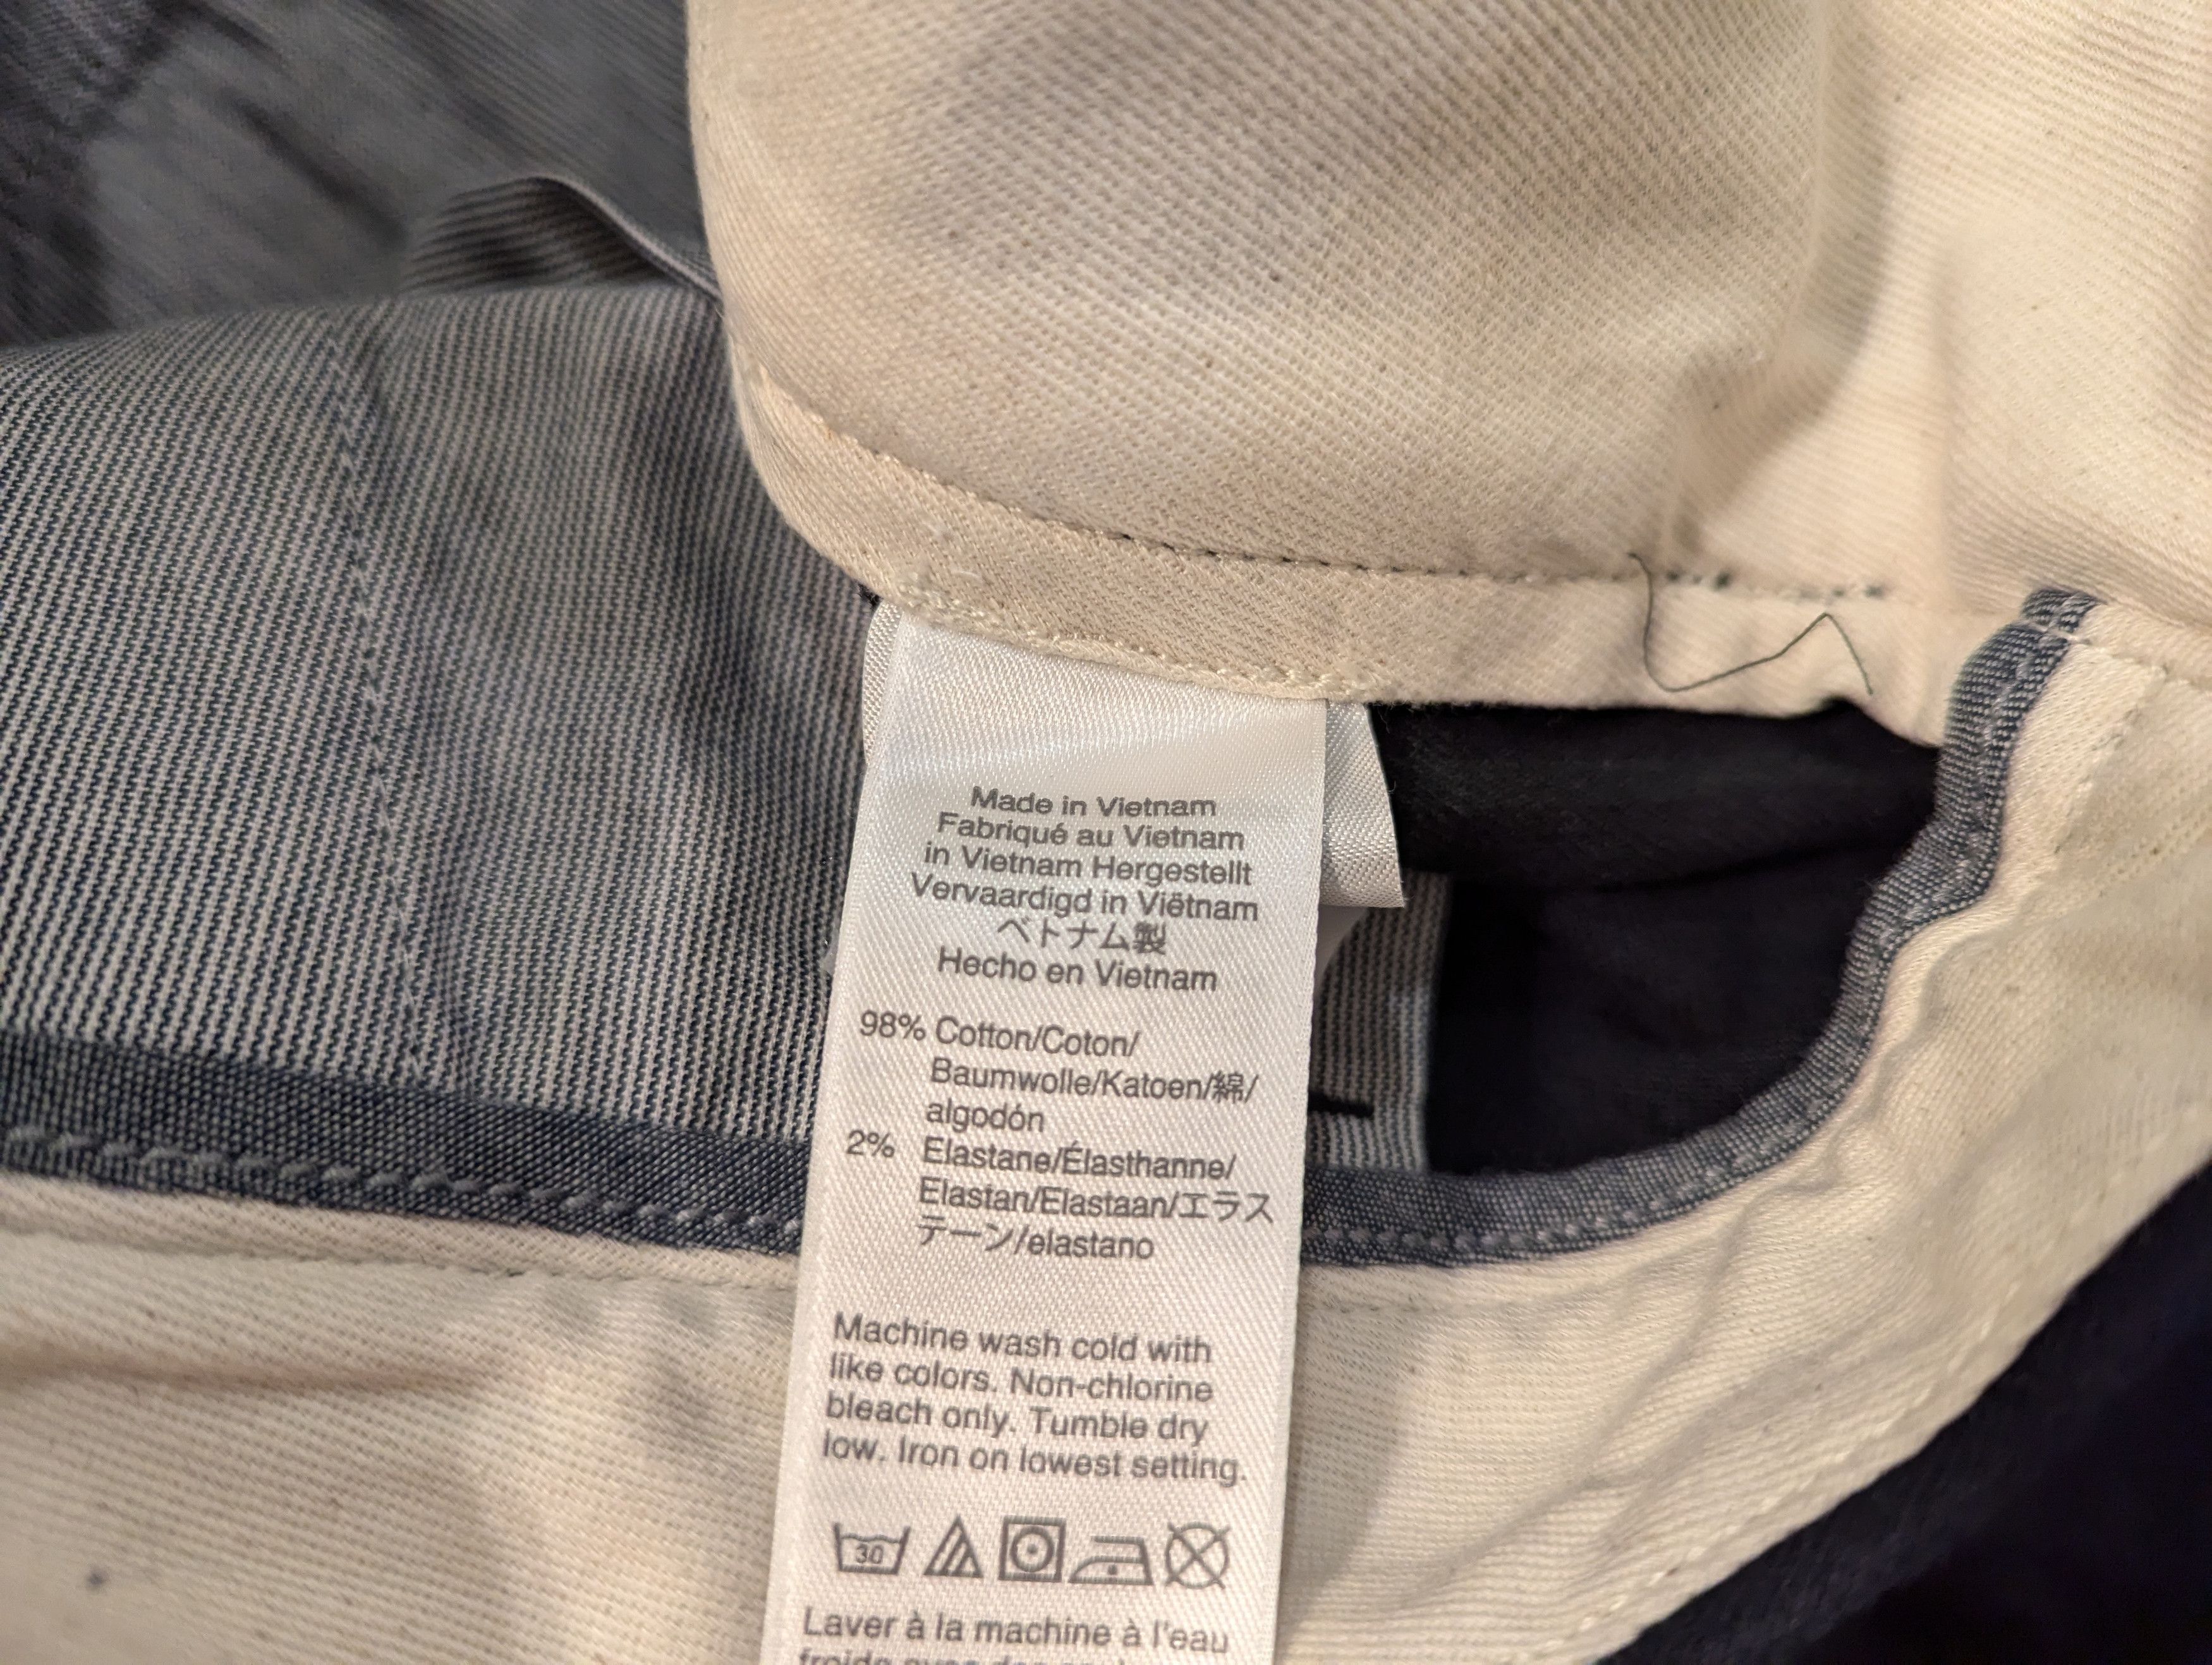 Made in Vietnam
Fabriqué au Vietnam
in Vietnam Hergestellt
Vervaardigd in Viëtnam
ベトナム製
Hecho en Vietnam
98% Cotton/Coton/
Baumwolle/Katoen/綿/
algodón
2% Elastane/Élasthanne/
Elastan/Elastaan/エラス
テーン/elastano
Machine wash cold with
like colors. Non-chlorine
bleach only. Tumble dry
low. Iron on lowest setting.
30
Laver à la machine à l'eau
froide avec des